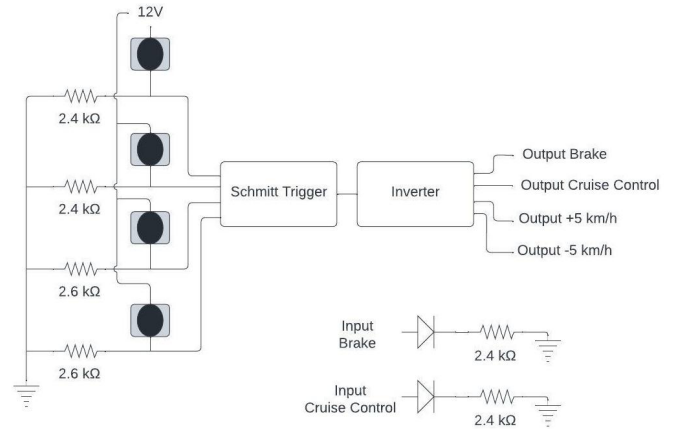 12V
2.4 kΩ
2.4 kΩ
2.6 kΩ
2.6 kΩ
Schmitt Trigger
Inverter
Output Brake
Output Cruise Control
Output +5 km/h
Output -5 km/h
Input
Brake
2.4 kΩ
Input
Cruise Control
2.4 kΩ